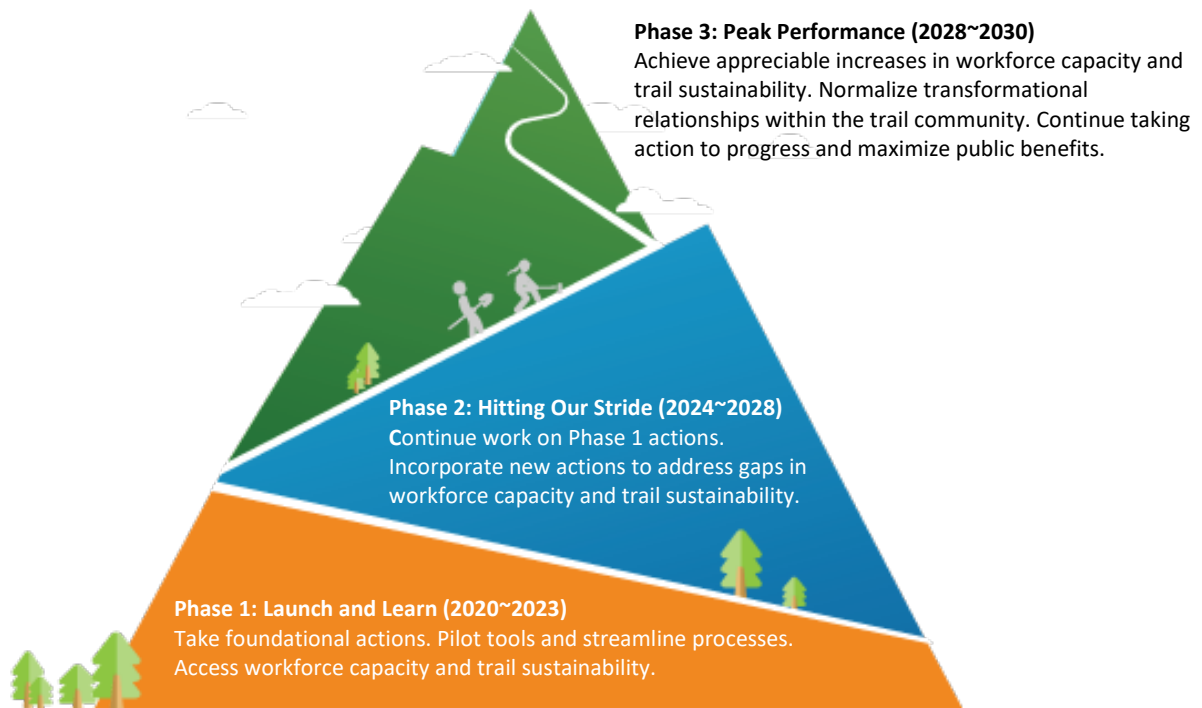 Phase 3: Peak Performance (2028~2030)
Achieve appreciable increases in workforce capacity and
trail sustainability. Normalize transformational
relationships within the trail community. Continue taking
action to progress and maximize public benefits.
Phase 2: Hitting Our Stride (2024~2028)
Continue work on Phase 1 actions.
Incorporate new actions to address gaps in
workforce capacity and trail sustainability.
Phase 1: Launch and Learn (2020~2023)
Take foundational actions. Pilot tools and streamline processes.
Access workforce capacity and trail sustainability.